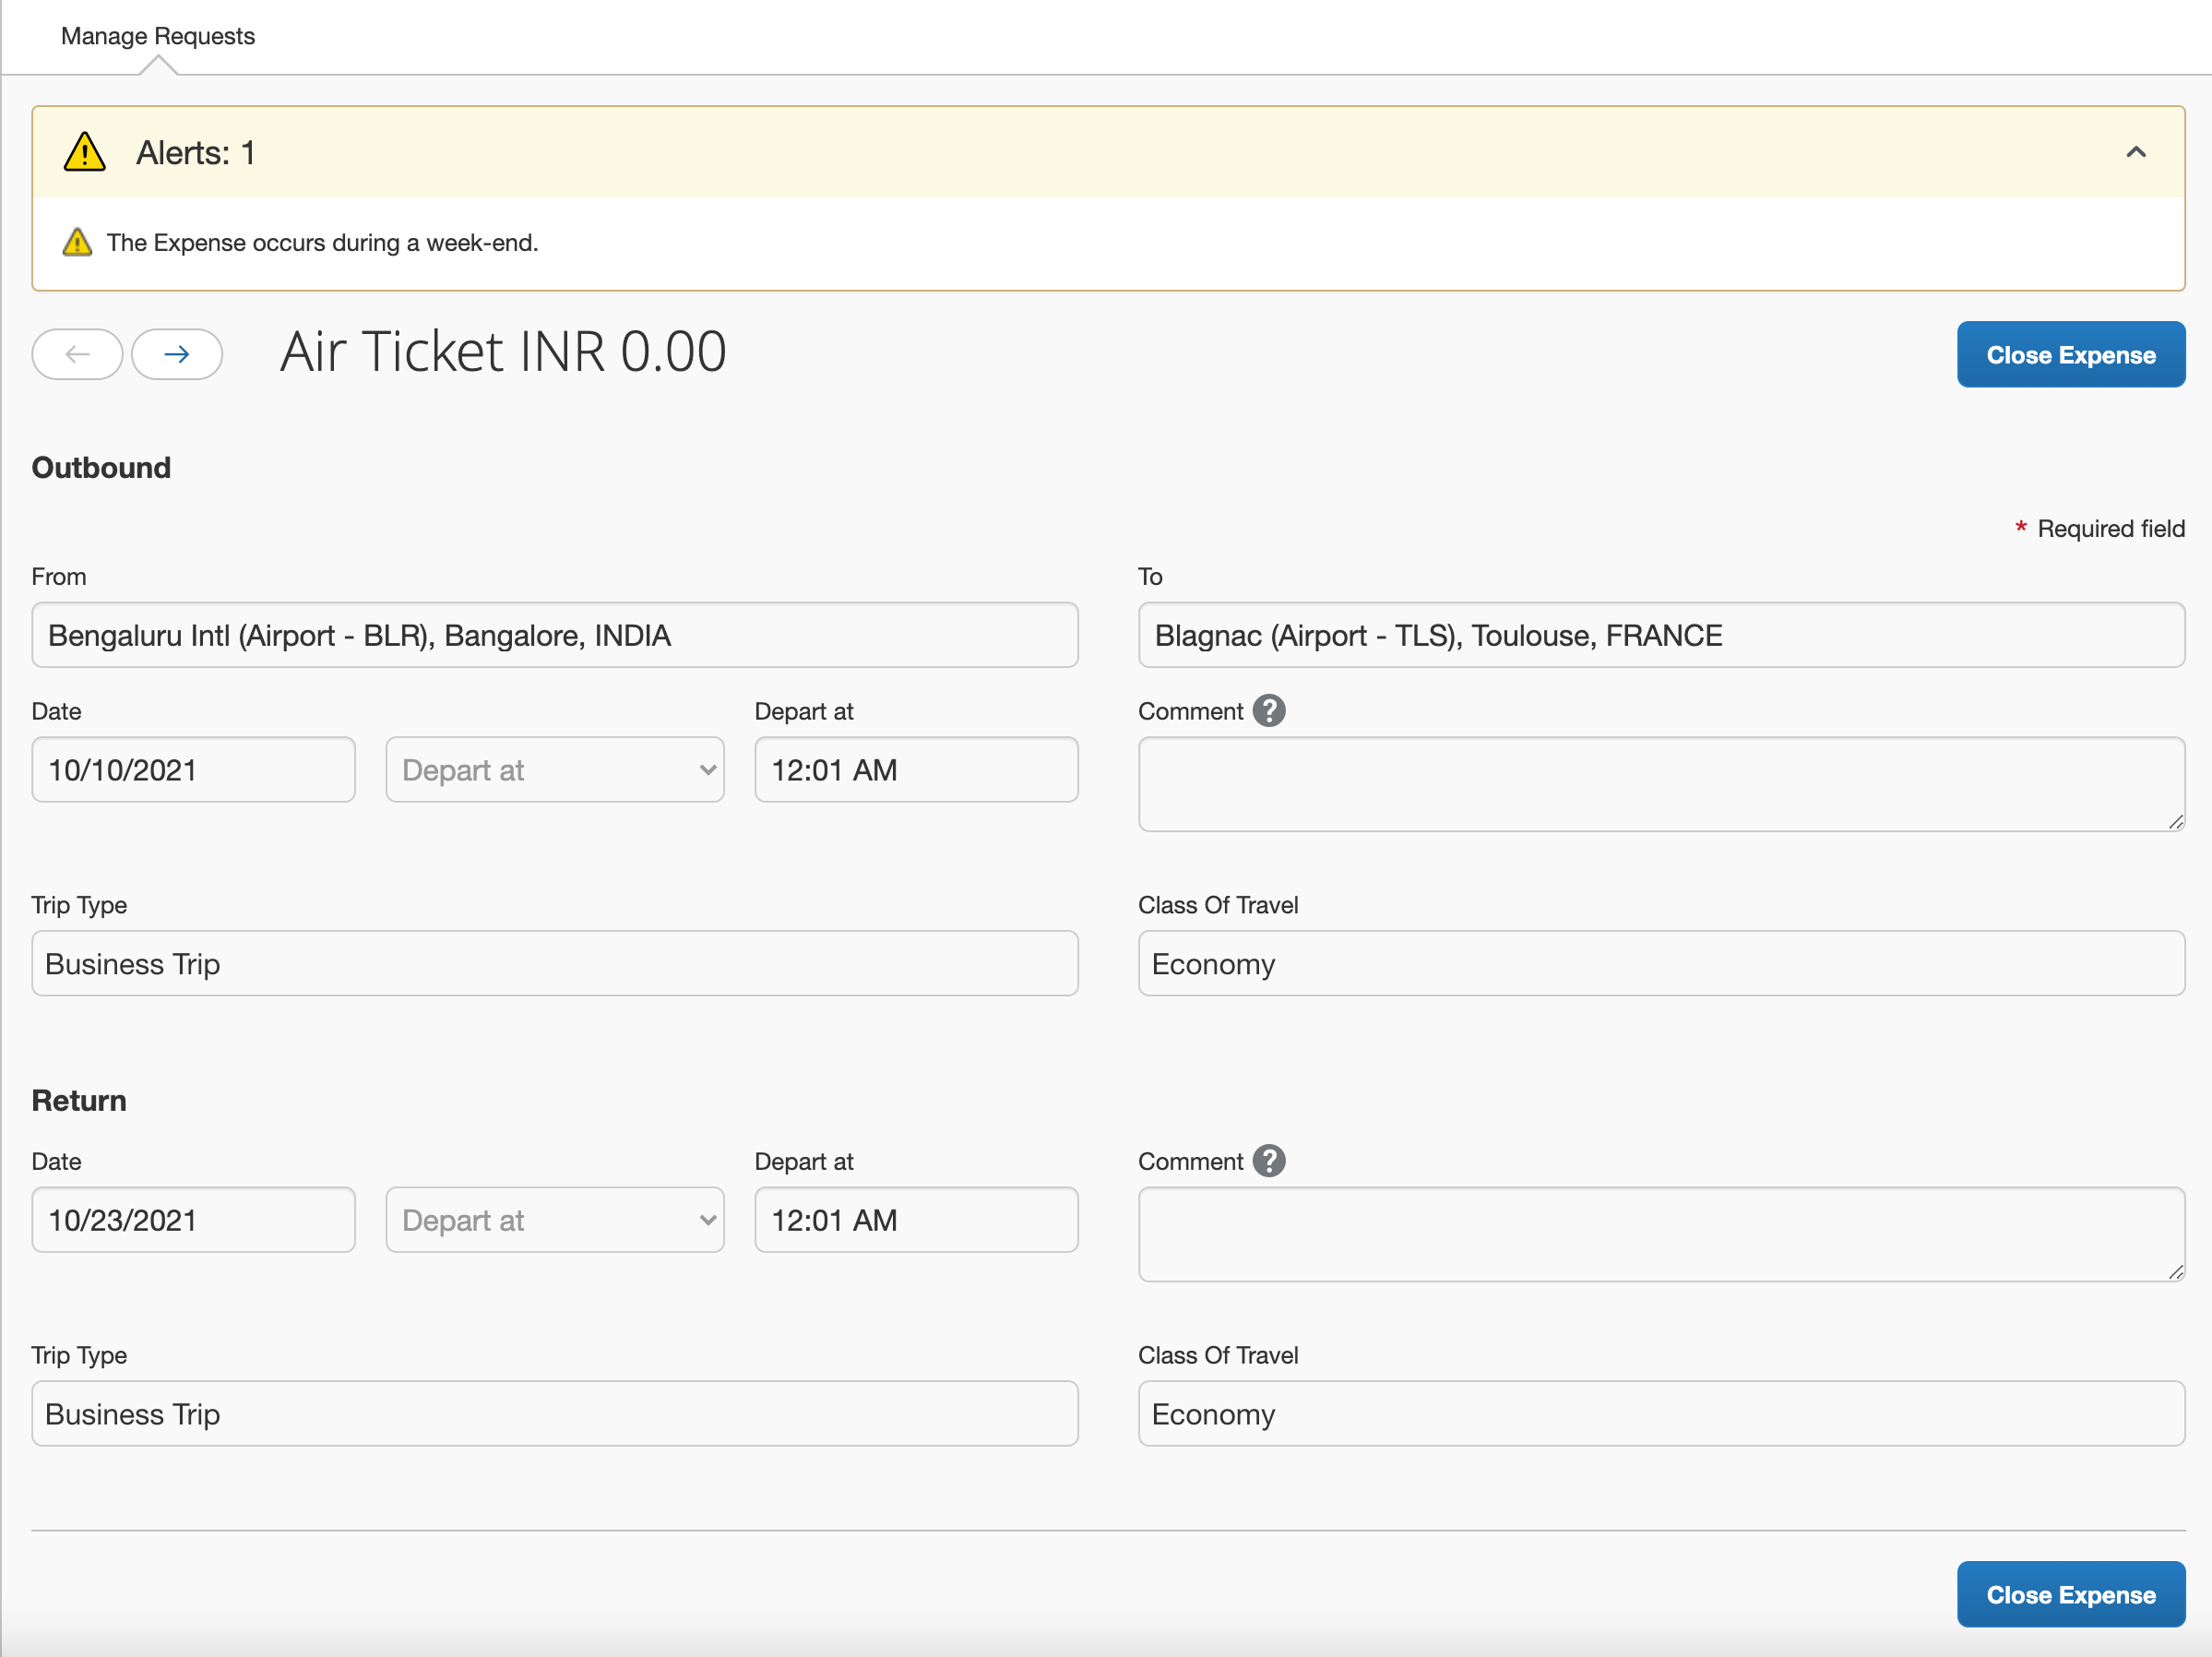 Manage Requests
Alerts: 1
The Expense occurs during a week-end.
Air Ticket INR 0.00
Close Expense
Outbound
* Required field
From
To
Bengaluru Intl (Airport - BLR), Bangalore, INDIA
Blagnac (Airport - TLS), Toulouse, FRANCE
Date
Depart at
Comment ?
10/10/2021
Depart at
12:01 AM
Trip Type
Class Of Travel
Business Trip
Economy
Return
Date
Depart at
Comment ?
10/23/2021
Depart at
12:01 AM
Trip Type
Class Of Travel
Business Trip
Economy
Close Expense